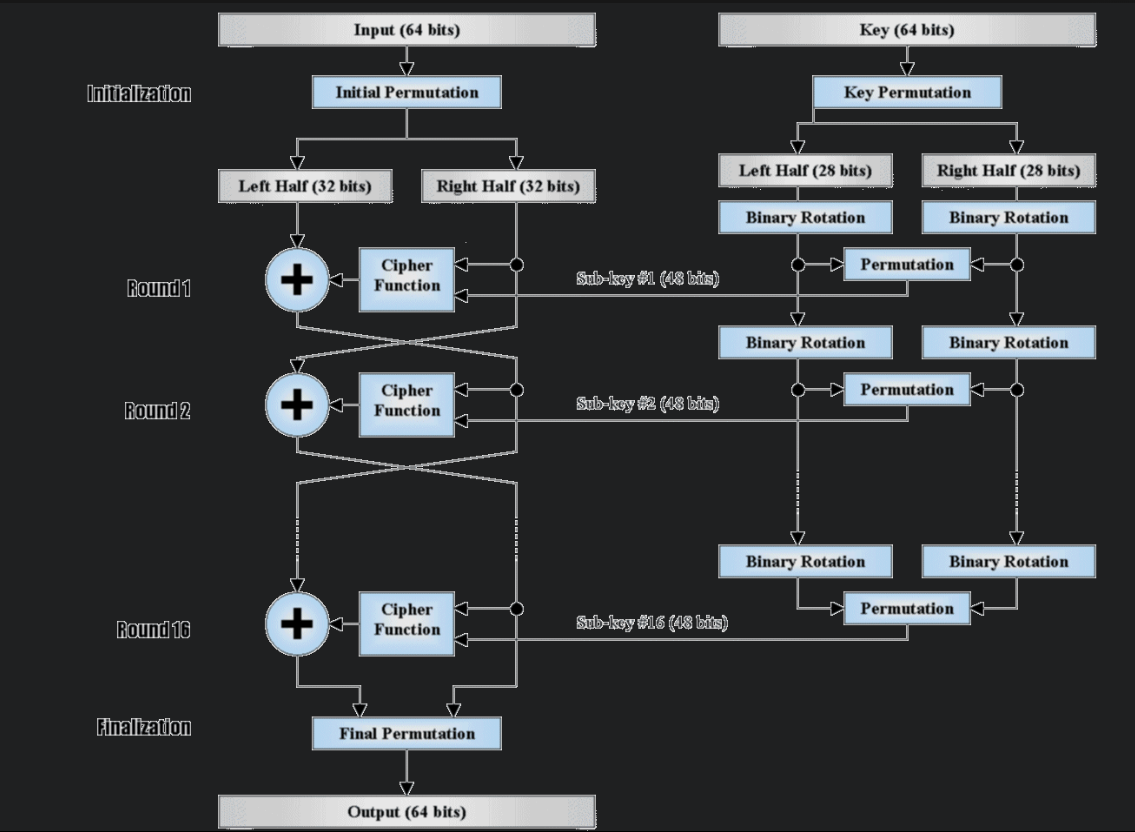 Input (64 bits)
Key (64 bits)
Initialization
Initial Permutation
Key Permutation
Left Half (32 bits)
Right Half (32 bits)
Left Half (28 bits)
Right Half (28 bits)
Binary Rotation
Binary Rotation
Round 1
+
Cipher
Function
Sub-key #1 (48 bits)
Permutation
Binary Rotation
Binary Rotation
Round 2
+
Cipher
Function
Sub-key #2 (48 bits)
Permutation
Binary Rotation
Binary Rotation
Round 16
+
Cipher
Function
Sub-key #16 (48 bits)
Permutation
Finalization
Final Permutation
Output (64 bits)